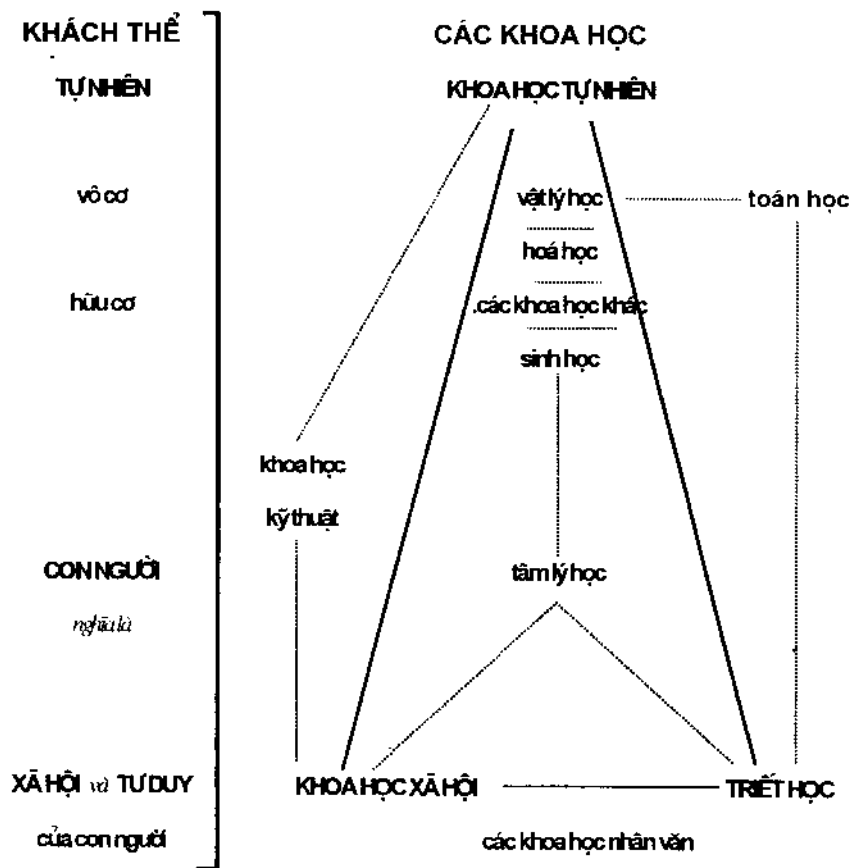 KHÁCH THỂ
CÁC KHOA HỌC
TỰ NHIÊN
KHOA HỌC TỰ NHIÊN
vô cơ
vật lý học
toán học
hoá học
hữu cơ
.các khoa học khác
sinh học
khoa học
kỹ thuật
CON NGƯỜI
tâm lý học
nghĩa là
XÃ HỘI và TƯ DUY
KHOA HỌC XÃ HỘI
TRIẾT HỌC
của con người
các khoa học nhân văn